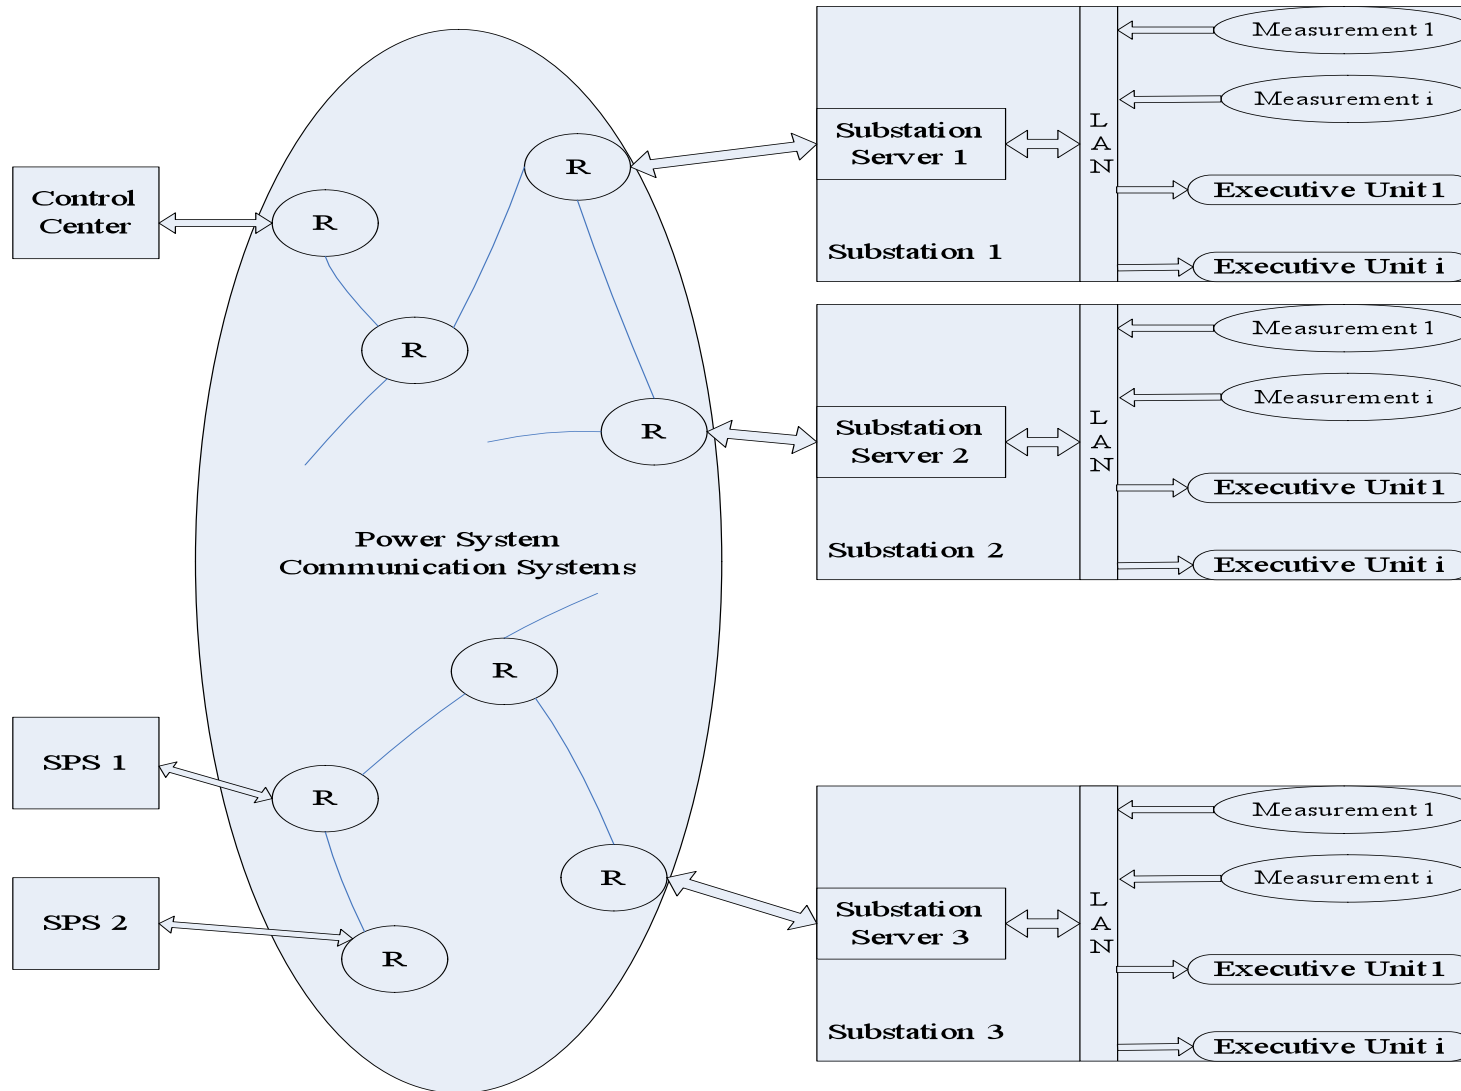 Control
Center
R
R
R
R
Power System
Communication Systems
R
R
R
R
SPS 1
SPS 2
Substation
Server 1
Substation 1
L
A
N
Measurement 1
Measurement i
Executive Unit 1
Executive Unit i
Substation
Server 2
Substation 2
L
A
N
Measurement 1
Measurement i
Executive Unit 1
Executive Unit i
Substation
Server 3
Substation 3
L
A
N
Measurement 1
Measurement i
Executive Unit 1
Executive Unit i